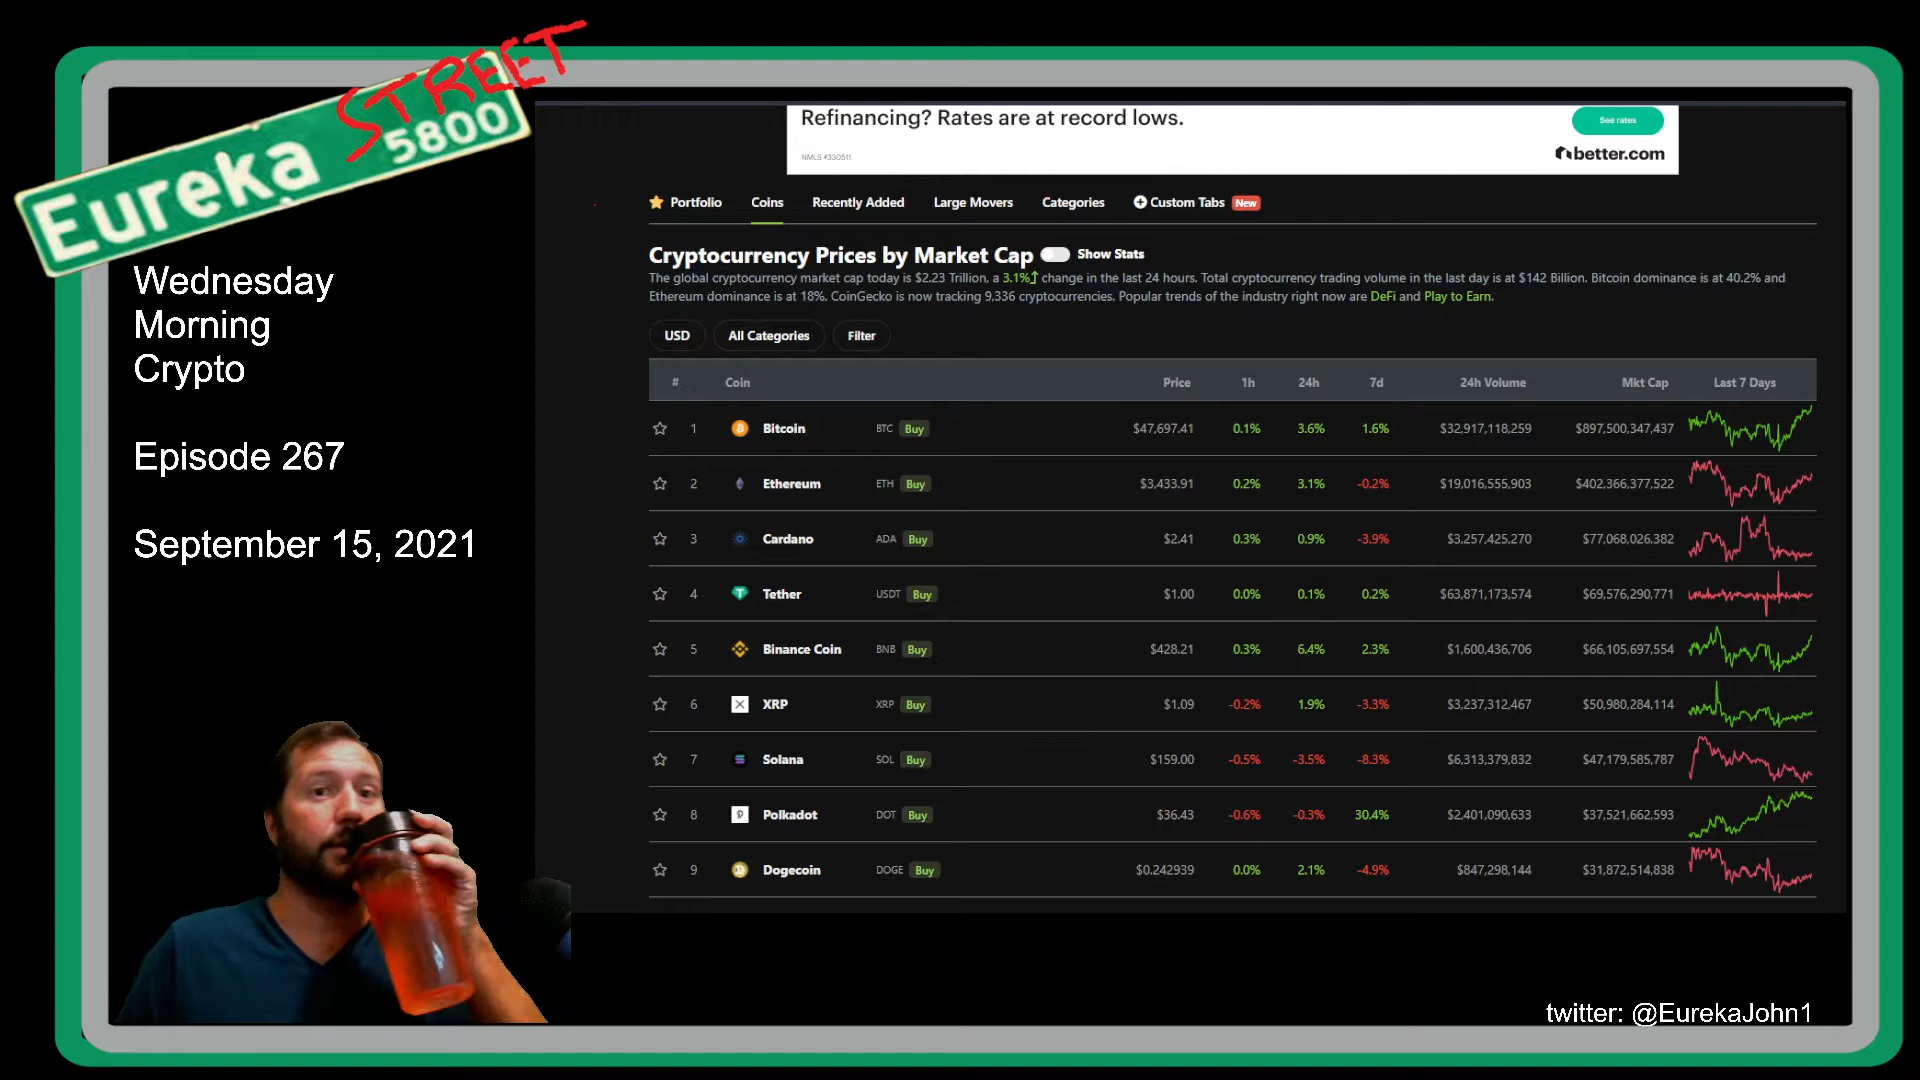 Eureka
STREET
5800
Wednesday
Morning
Crypto
Episode 267
September 15, 2021
Refinancing? Rates are at record lows.
See rates
NMLS #330511
better.com
Portfolio Coins Recently Added Large Movers Categories Custom Tabs New
Cryptocurrency Prices by Market Cap Show Stats
The global cryptocurrency market cap today is $2.23 Trillion, a 3.1% change in the last 24 hours. Total cryptocurrency trading volume in the last day is at $142 Billion. Bitcoin dominance is at 40.2% and
Ethereum dominance is at 18%. CoinGecko is now tracking 9,336 cryptocurrencies. Popular trends of the industry right now are DeFi and Play to Earn.
USD All Categories Filter
# Coin Price 1h 24h 7d 24h Volume Mkt Cap Last 7 Days
1 Bitcoin BTC Buy $47,697.41 0.1% 3.6% 1.6% $32,917,118,259 $897,500,347,437
2 Ethereum ETH Buy $3,433.91 0.2% 3.1% -0.2% $19,016,555,903 $402,366,377,522
3 Cardano ADA Buy $2.41 0.3% 0.9% -3.9% $3,257,425,270 $77,068,026,382
4 Tether USDT Buy $1.00 0.0% 0.1% 0.2% $63,871,173,574 $69,576,290,771
5 Binance Coin BNB Buy $428.21 0.3% 6.4% 2.3% $1,600,436,706 $66,105,697,554
6 XRP XRP Buy $1.09 -0.2% 1.9% -3.3% $3,237,312,467 $50,980,284,114
7 Solana SOL Buy $159.00 -0.5% -3.5% -8.3% $6,313,379,832 $47,179,585,787
8 Polkadot DOT Buy $36.43 -0.6% -0.3% 30.4% $2,401,090,633 $37,521,662,593
9 Dogecoin DOGE Buy $0.242939 0.0% 2.1% -4.9% $847,298,144 $31,872,514,838
twitter: @EurekaJohn1